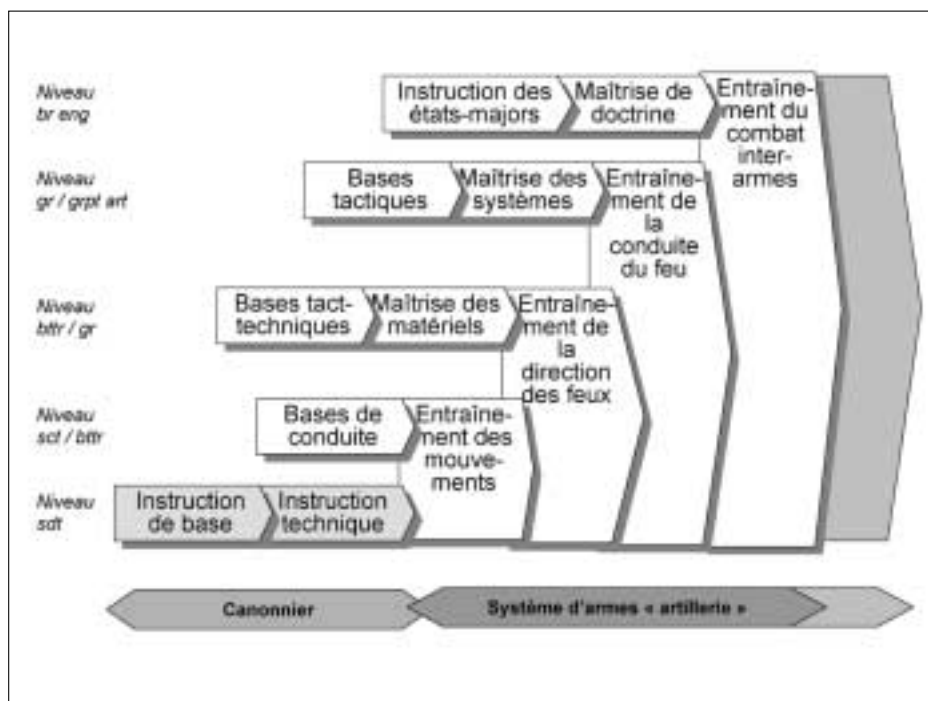 Niveau
br eng
Instruction des
états-majors
Maîtrise de
doctrine
Entraîne-
ment du
combat
inter-
armes
Niveau
gr / grpt art
Bases
tactiques
Maîtrise des
systèmes
Entraîne-
ment de
la
conduite
du feu
Niveau
bttr / gr
Bases tact-
techniques
Maîtrise des
matériels
Entraîne-
ment de
la
direction
des feux
Niveau
sct / bttr
Bases de
conduite
Entraîne-
ment des
mouve-
ments
Niveau
sdt
Instruction
de base
Instruction
technique
Canonnier
Système d'armes « artillerie »